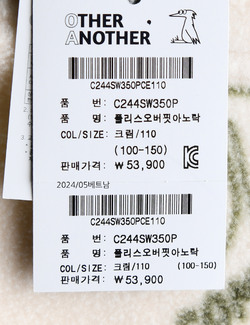 OTHER
ANOTHER
C244SW350PCE110
품 번: C244SW350P
품 명: 플리스오버핏아노락
COL/SIZE: 크림/110
(100-150)
판매가격: ₩53,900
2024/05베트남
C244SW350PCE110
품 번: C244SW350P
품 명: 플리스오버핏아노락
COL/SIZE: 크림/110 (100-150)
판매가격: ₩53,900